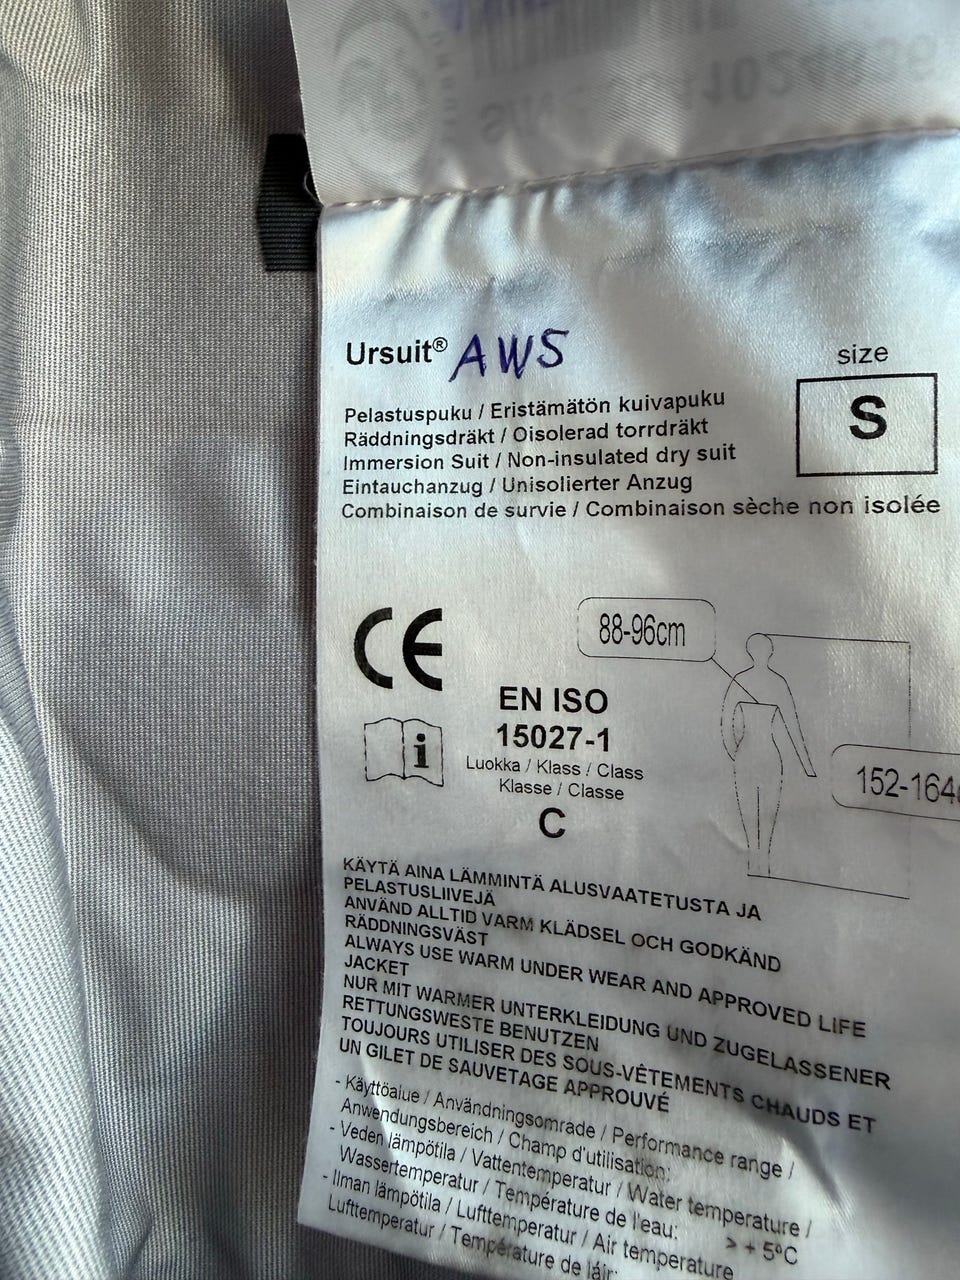 Ursuit® AWS
size
S
Pelastuspuku / Eristämätön kuivapuku
Räddningsdräkt / Oisolerad torrdräkt
Immersion Suit / Non-insulated dry suit
Eintauchanzug / Unisolierter Anzug
Combinaison de survie / Combinaison sèche non isolée
88-96cm
CE
EN ISO
15027-1
i
Luokka / Klass / Class
Klasse / Classe
C
152-164
KÄYTÄ AINA LÄMMINTÄ ALUSVAATETUSTA JA
PELASTUSLIIVEJÄ
ANVÄND ALLTID VARM KLÄDSEL OCH GODKÄND
RÄDDNINGSVÄST
ALWAYS USE WARM UNDER WEAR AND APPROVED LIFE
JACKET
NUR MIT WARMER UNTERKLEIDUNG UND ZUGELASSENER
RETTUNGSWESTE BENUTZEN
TOUJOURS UTILISER DES SOUS-VÊTEMENTS CHAUDS ET
UN GILET DE SAUVETAGE APPROUVÉ
- Käyttöalue / Användningsområde / Performance range /
Anwendungsbereich / Champ d'utilisation:
- Veden lämpötila / Vattentemperatur / Water temperature /
Wassertemperatur / Température de l'eau: > + 5ºC
- Ilman lämpötila / Lufttemperatur / Air temperature
Lufttemperatur / Température de láir: